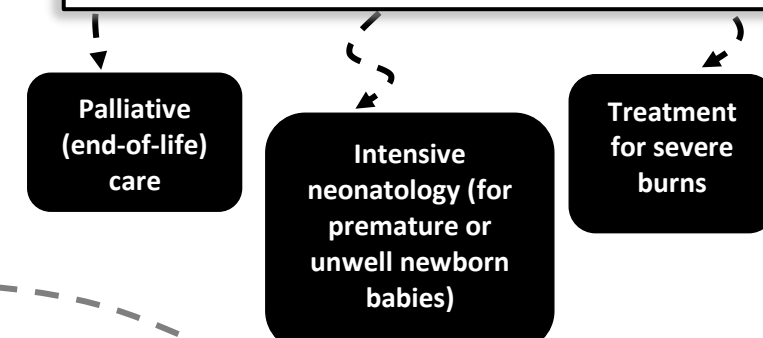 Palliative
(end-of-life)
care
Intensive
neonatology (for
premature or
unwell newborn
babies)
Treatment
for severe
burns